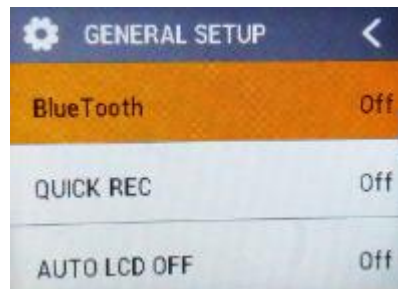 GENERAL SETUP
BlueTooth Off
QUICK REC Off
AUTO LCD OFF Off